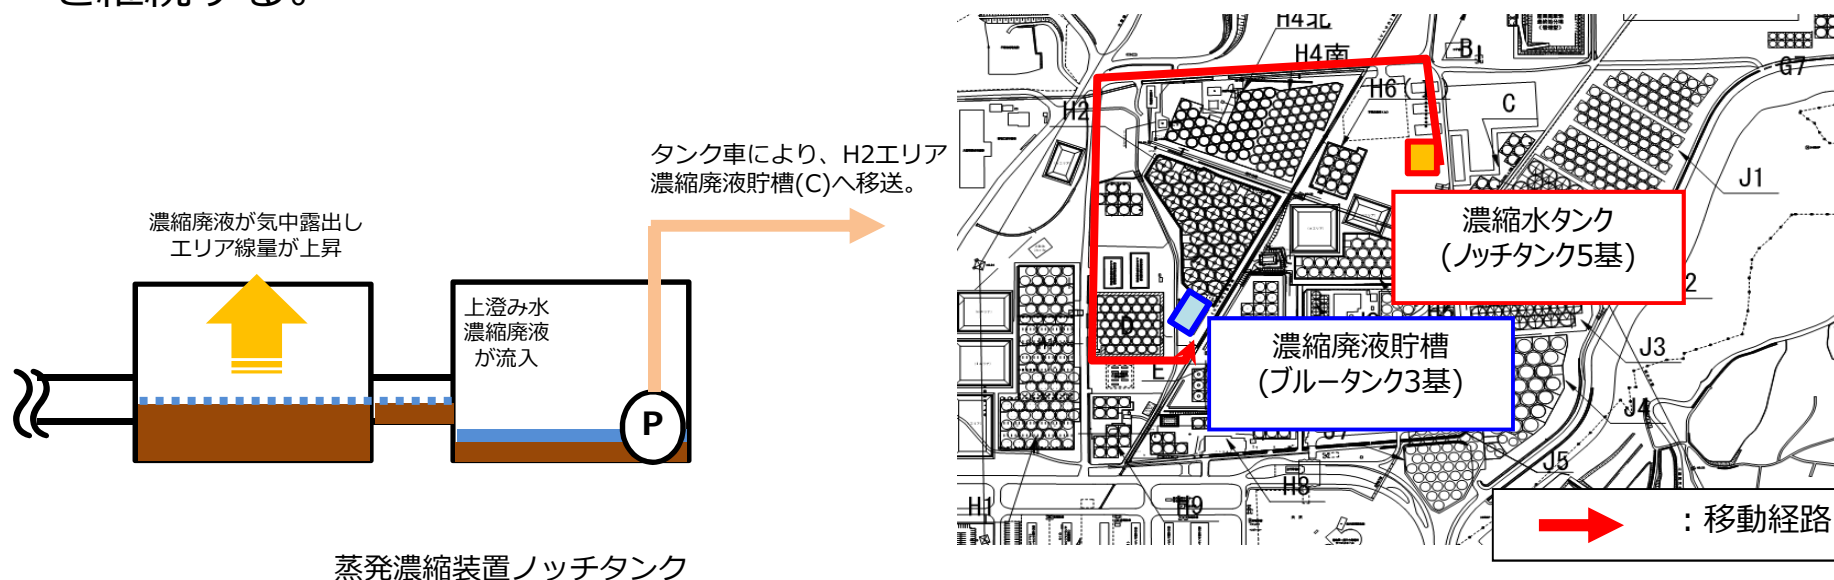 を継続する。
タンク車により、H2エリア
濃縮廃液貯槽(C)へ移送。
濃縮廃液が気中露出し
エリア線量が上昇
上澄み水
濃縮廃液
が流入
P
蒸発濃縮装置ノッチタンク
H4北
H4南
B
G7
H6
H2
C
J1
濃縮水タンク
(ノッチタンク5基)
2
D
濃縮廃液貯槽
(ブルータンク3基)
E
J3
J4
J5
H1
H9
H8
：移動経路